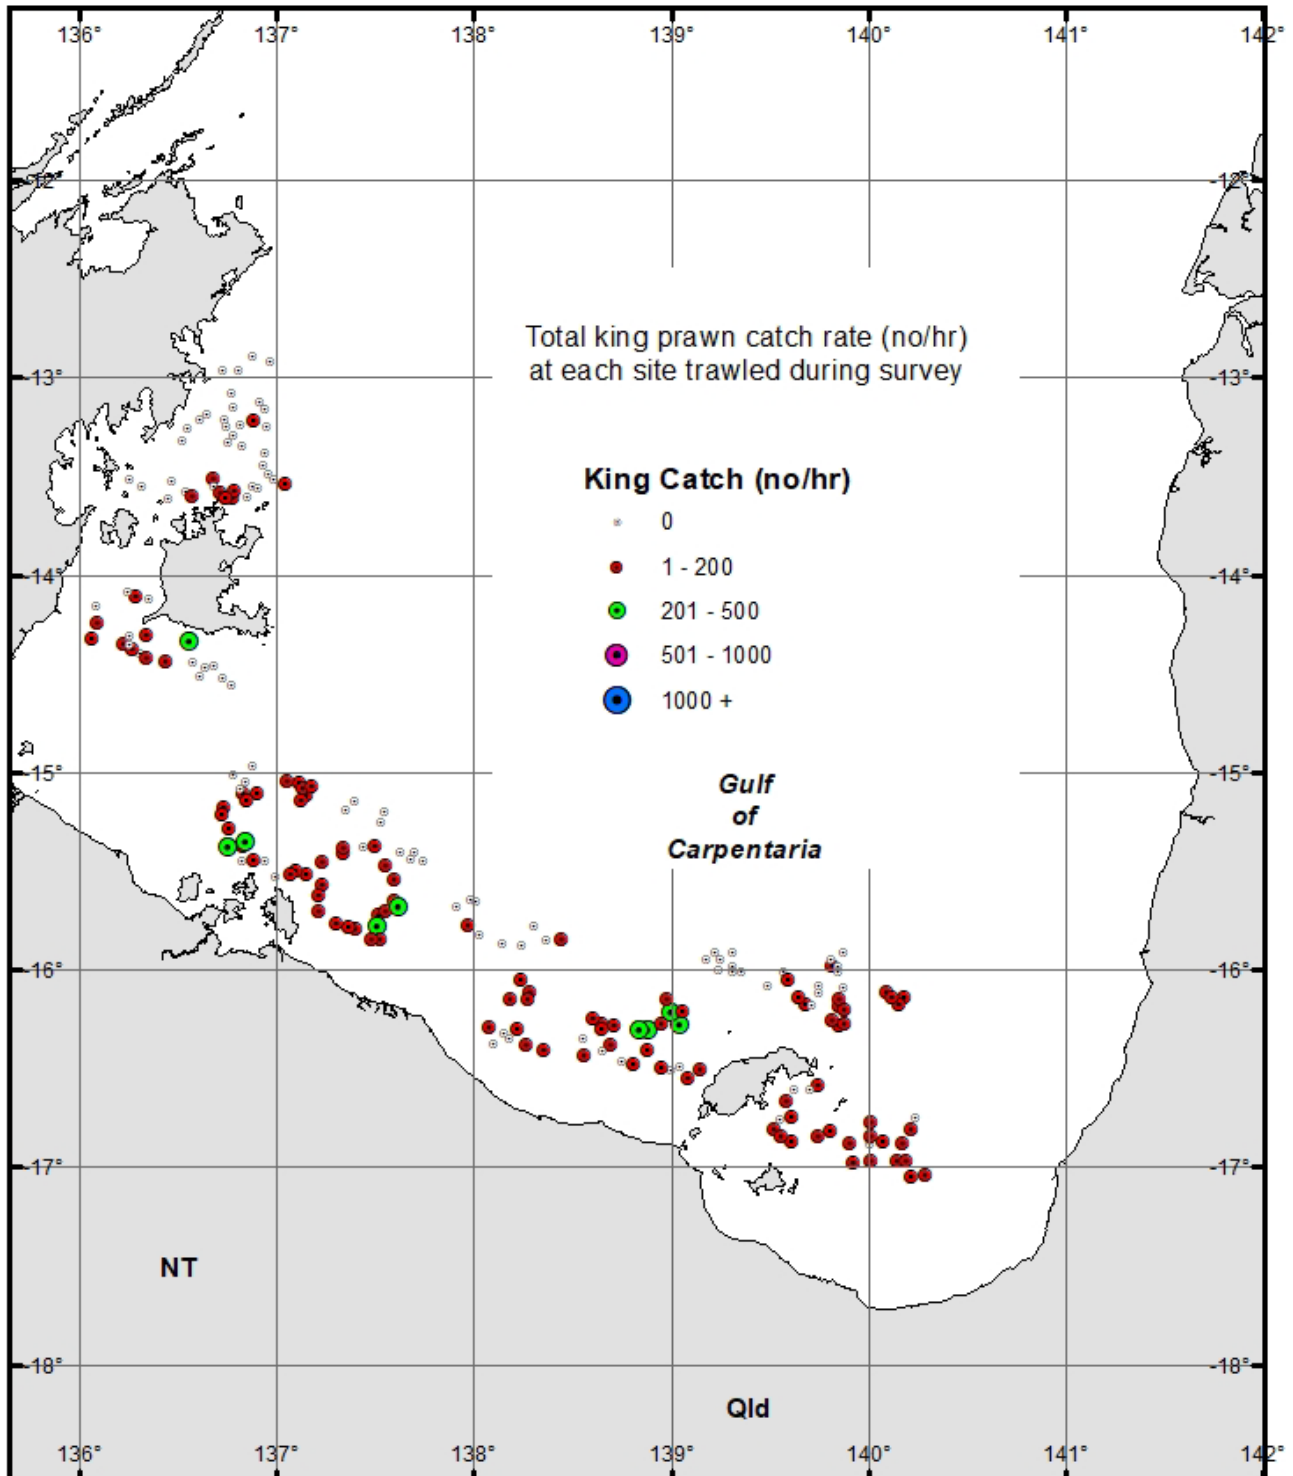 136° 137° 138° 139° 140° 141° 142°
-12° -12°
Total king prawn catch rate (no/hr)
at each site trawled during survey
-13° -13°
King Catch (no/hr)
0
1 - 200
-14° -14°
201 - 500
501 - 1000
1000 +
-15° -15°
Gulf
of
Carpentaria
-16° -16°
-17° -17°
NT
-18° -18°
Qld
136° 137° 138° 139° 140° 141° 142°